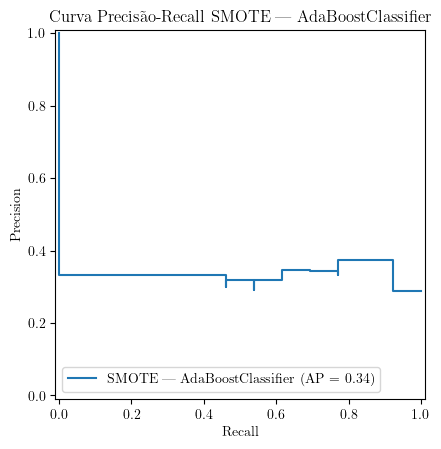 Curva Precisão-Recall SMOTE — AdaBoostClassifier
1.0
0.8
0.6
0.4
0.2
0.0
Precision
SMOTE — AdaBoostClassifier (AP = 0.34)
0.0 0.2 0.4 0.6 0.8 1.0
Recall